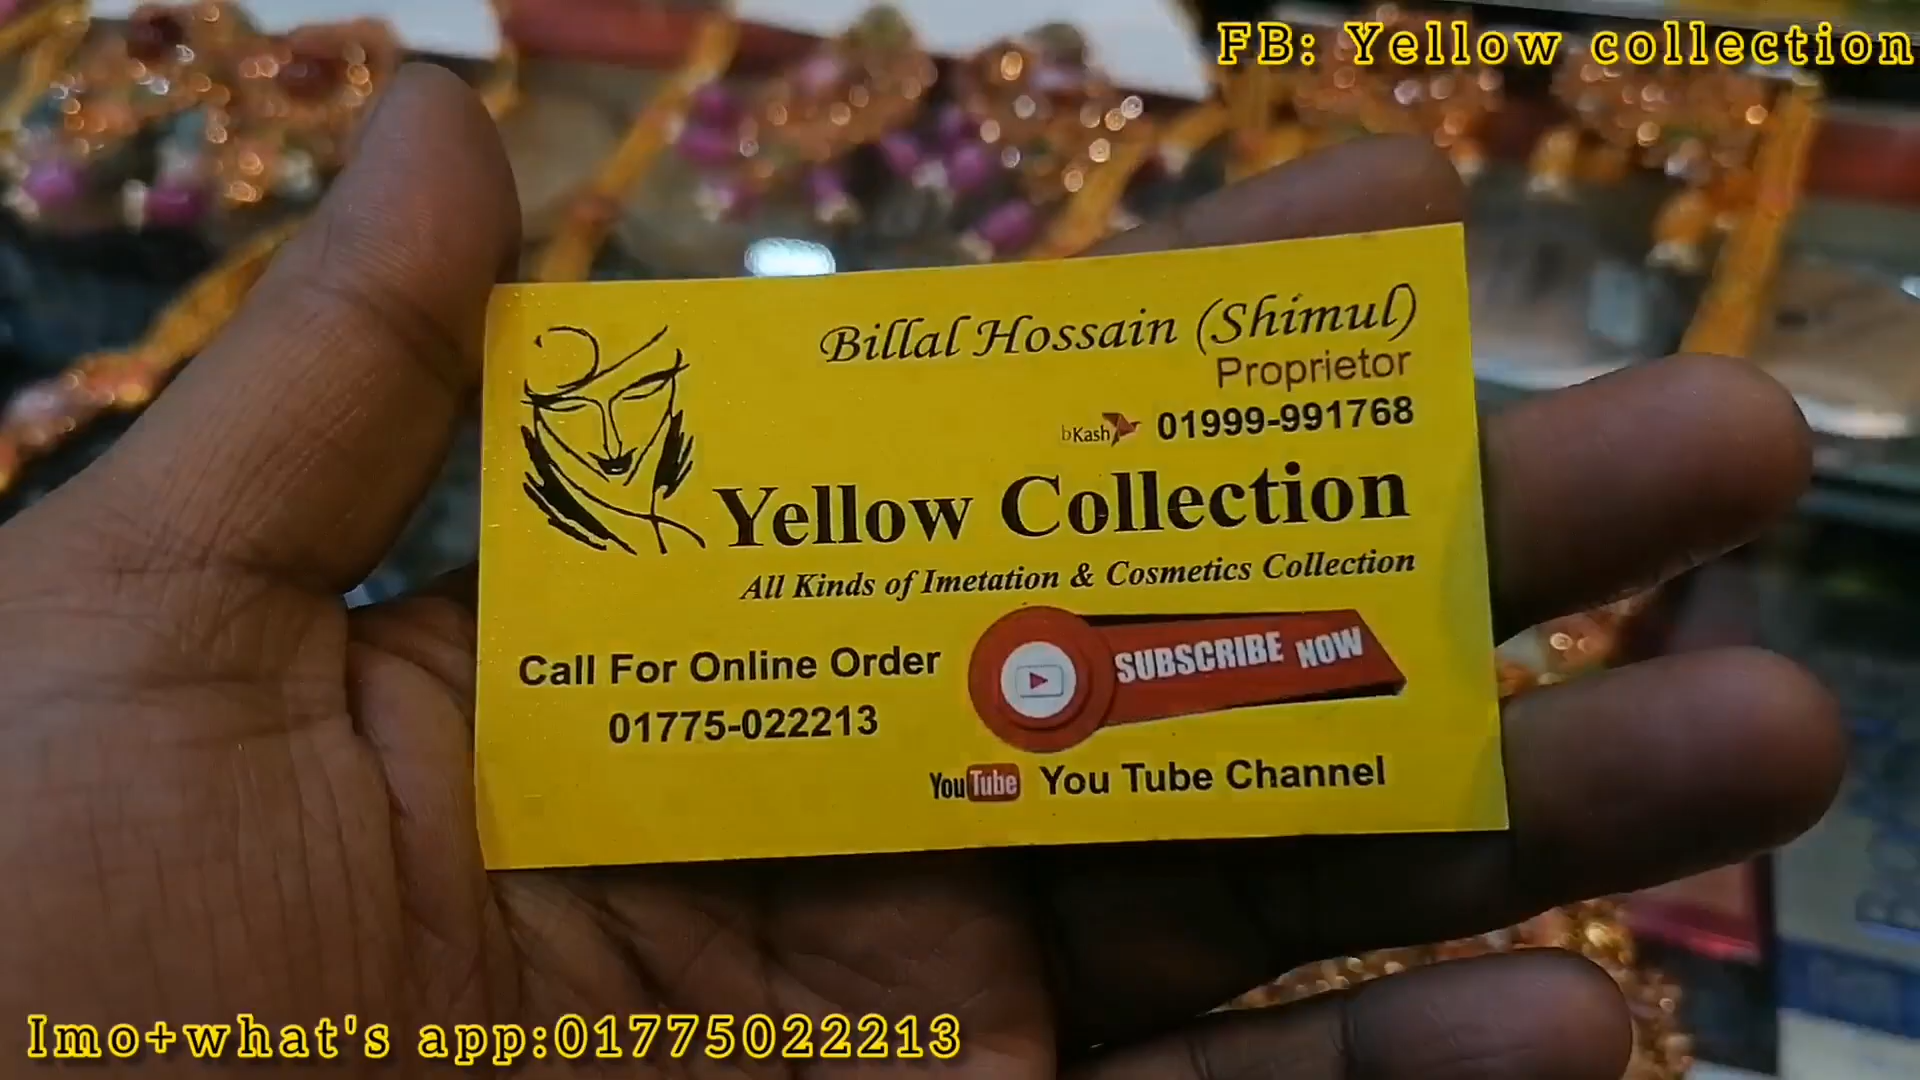 FB: Yellow collection
Billal Hossain (Shimul)
Proprietor
bKash 01999-991768
Yellow Collection
All Kinds of Imetation & Cosmetics Collection
Call For Online Order
01775-022213
SUBSCRIBE NOW
YouTube You Tube Channel
Imo+what's app:01775022213